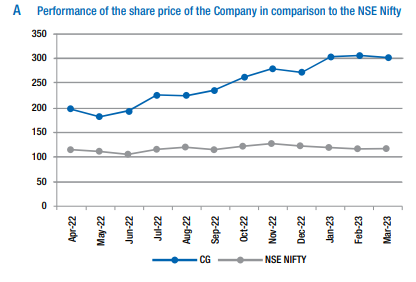 A Performance of the share price of the Company in comparison to the NSE Nifty
350
300
250
200
150
100
50
0
Apr-22 May-22 Jun-22 Jul-22 Aug-22 Sep-22 Oct-22 Nov-22 Dec-22 Jan-23 Feb-23 Mar-23
CG NSE NIFTY